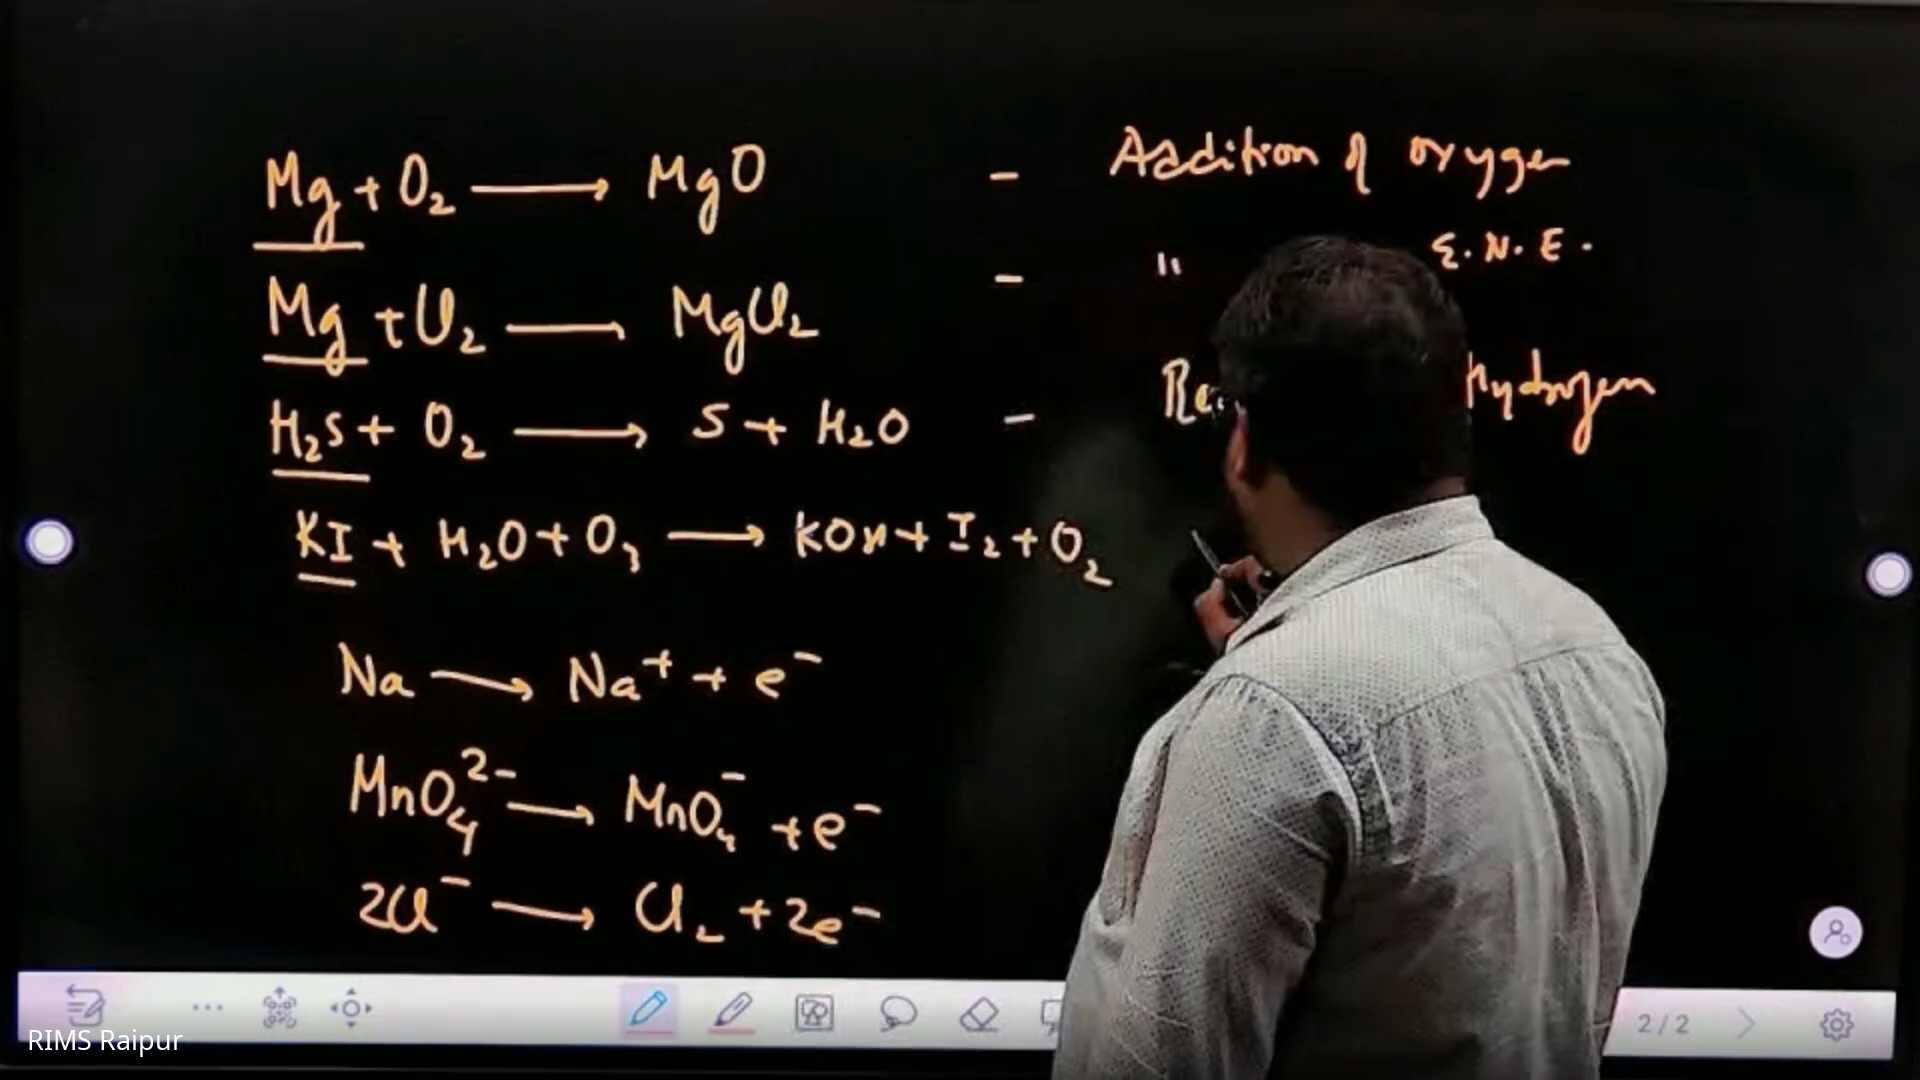 Mg + O₂ ⟶ MgO - Addition of oxygen
Mg + Cl₂ ⟶ MgCl₂ - " E.N.E.
H₂S + O₂ ⟶ S + H₂O - Hydrogen
KI + H₂O + O₃ ⟶ KOH + I₂ + O₂
Na ⟶ Na⁺ + e⁻
MnO₄²⁻ ⟶ MnO₄⁻ + e⁻
2Cl⁻ ⟶ Cl₂ + 2e⁻
2/2
RIMS Raipur